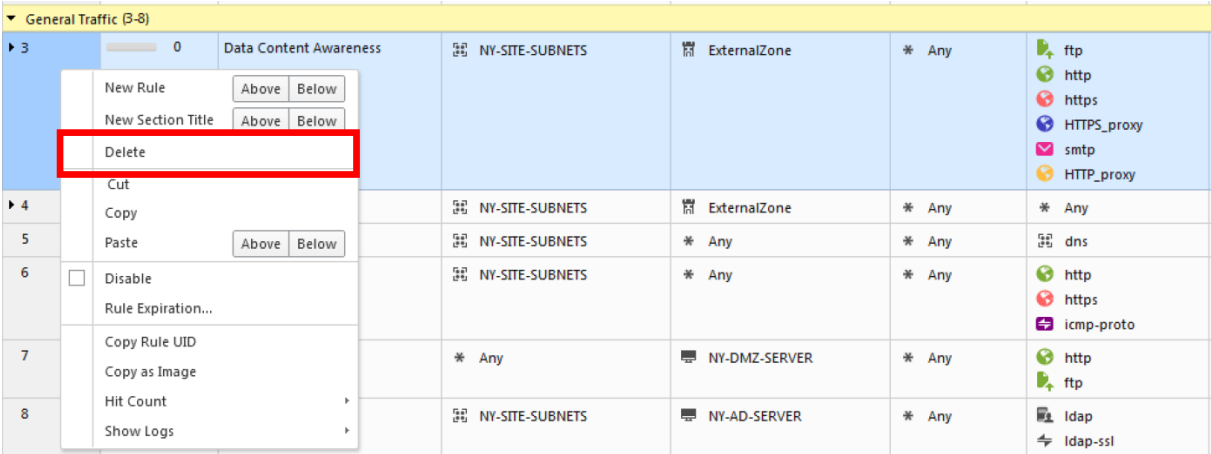 General Traffic (3-8)
3 0 Data Content Awareness NY-SITE-SUBNETS ExternalZone * Any ftp
http
https
HTTPS_proxy
smtp
HTTP_proxy
New Rule Above Below
New Section Title Above Below
Delete
Cut
Copy
Paste Above Below
Disable
Rule Expiration...
Copy Rule UID
Copy as Image
Hit Count
Show Logs
4 NY-SITE-SUBNETS ExternalZone * Any * Any
5 NY-SITE-SUBNETS * Any * Any dns
6 NY-SITE-SUBNETS * Any * Any http
https
icmp-proto
7 * Any NY-DMZ-SERVER * Any http
ftp
8 NY-SITE-SUBNETS NY-AD-SERVER * Any ldap
ldap-ssl